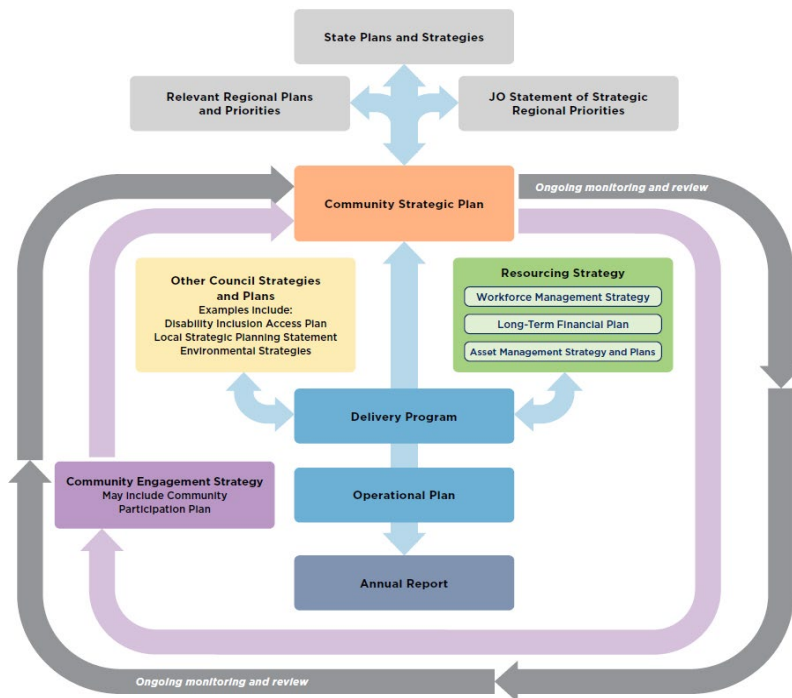 State Plans and Strategies
Relevant Regional Plans
and Priorities
JO Statement of Strategic
Regional Priorities
Community Strategic Plan
Ongoing monitoring and review
Other Council Strategies
and Plans
Examples include:
Disability Inclusion Access Plan
Local Strategic Planning Statement
Environmental Strategies
Resourcing Strategy
Workforce Management Strategy
Long-Term Financial Plan
Asset Management Strategy and Plans
Delivery Program
Community Engagement Strategy
May include Community
Participation Plan
Operational Plan
Annual Report
Ongoing monitoring and review